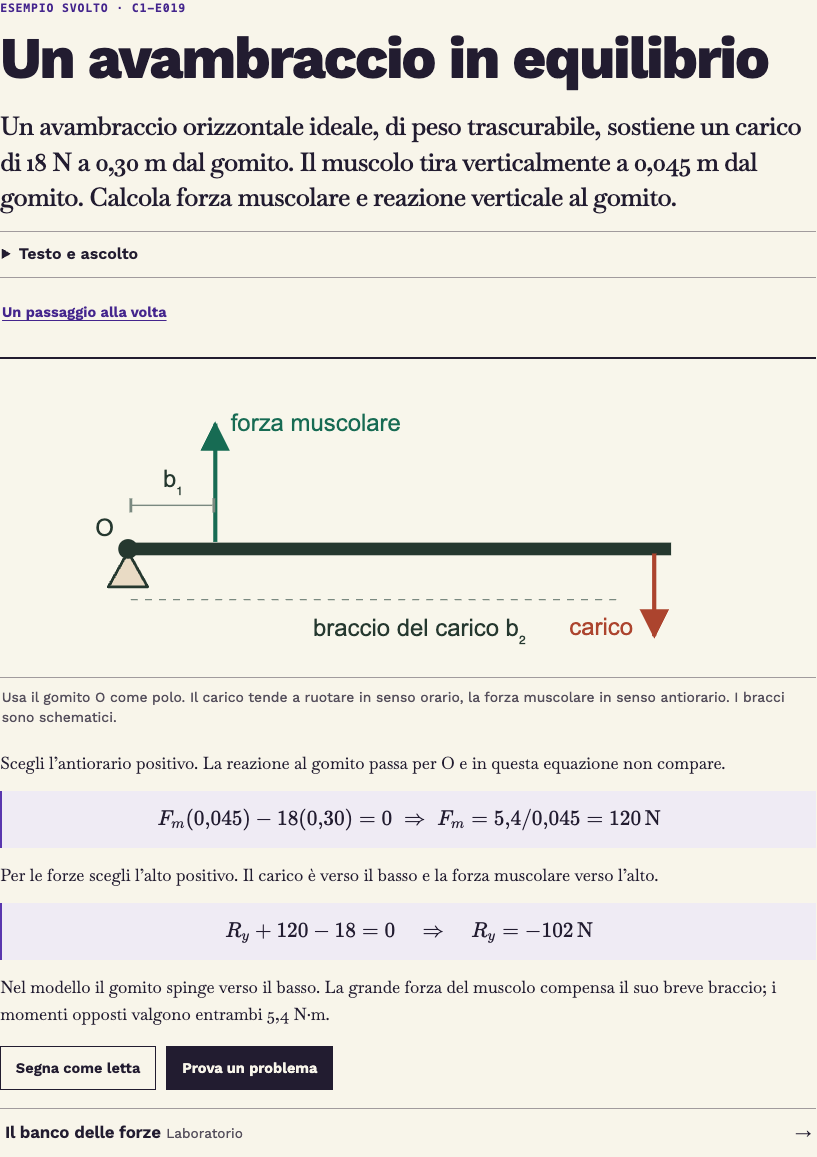 ESEMPIO SVOLTO · C1–E019
Un avambraccio in equilibrio
Un avambraccio orizzontale ideale, di peso trascurabile, sostiene un carico
di 18 N a 0,30 m dal gomito. Il muscolo tira verticalmente a 0,045 m dal
gomito. Calcola forza muscolare e reazione verticale al gomito.
▶ Testo e ascolto
Un passaggio alla volta
forza muscolare
b₁
O
braccio del carico b₂
carico
Usa il gomito O come polo. Il carico tende a ruotare in senso orario, la forza muscolare in senso antiorario. I bracci
sono schematici.
Scegli l’antiorario positivo. La reazione al gomito passa per O e in questa equazione non compare.
Fₘ(0,045) − 18(0,30) = 0 ⇒ Fₘ = 5,4/0,045 = 120 N
Per le forze scegli l’alto positivo. Il carico è verso il basso e la forza muscolare verso l’alto.
R_y + 120 − 18 = 0 ⇒ R_y = −102 N
Nel modello il gomito spinge verso il basso. La grande forza del muscolo compensa il suo breve braccio; i
momenti opposti valgono entrambi 5,4 N·m.
Segna come letta
Prova un problema
Il banco delle forze Laboratorio →